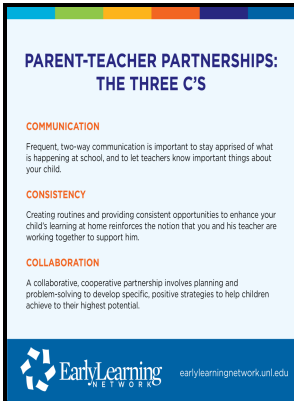 PARENT-TEACHER PARTNERSHIPS:
THE THREE C'S
COMMUNICATION
Frequent, two-way communication is important to stay apprised of what
is happening at school, and to let teachers know important things about
your child.
CONSISTENCY
Creating routines and providing consistent opportunities to enhance your
child's learning at home reinforces the notion that you and his teacher are
working together to support him.
COLLABORATION
A collaborative, cooperative partnership involves planning and
problem-solving to develop specific, positive strategies to help children
achieve to their highest potential.
EarlyLearning
NETWORK
earlylearningnetwork.unl.edu